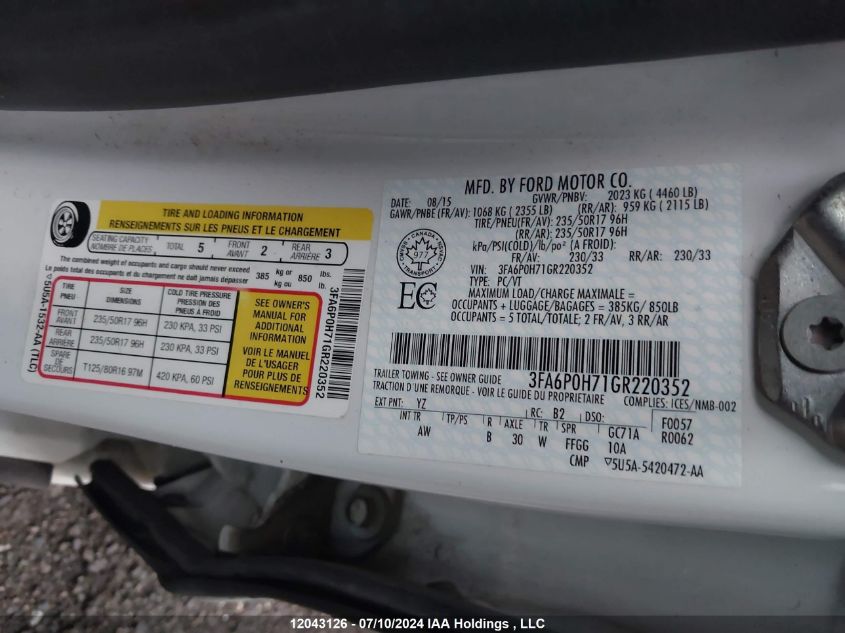 TIRE AND LOADING INFORMATION
RENSEIGNEMENTS SUR LES PNEUS ET LE CHARGEMENT
SEATING CAPACITY
NOMBRE DE PLACES
TOTAL 5
FRONT
AVANT 2
REAR
ARRIÈRE 3
The combined weight of occupants and cargo should never exceed
Le poids total des occupants et du chargement ne doit jamais dépasser
385 kg or kg ou 850 lbs. lb.
TIRE
PNEU
SIZE
DIMENSIONS
COLD TIRE PRESSURE
PRESSION DES
PNEUS A FROID
FRONT
AVANT
235/50R17 96H
230 KPA, 33 PSI
REAR
ARRIÈRE
235/50R17 96H
230 KPA, 33 PSI
SPARE
DE
SECOURS
T125/80R16 97M
420 KPA, 60 PSI
SEE OWNER'S
MANUAL FOR
ADDITIONAL
INFORMATION
VOIR LE MANUEL
DE L'USAGER
POUR PLUS DE
RENSEIGNEMENTS
5U5A-1532-AA (TLC)
3FA6P0H71GR220352
MFD. BY FORD MOTOR CO.
DATE: 08/15 GVWR/PNBV: 2023 KG ( 4460 LB)
GAWR/PNBE (FR/AV): 1068 KG ( 2355 LB) (RR/AR): 959 KG ( 2115 LB)
TIRE/PNEU(FR/AV): 235/50R17 96H
(RR/AR): 235/50R17 96H
kPa/PSI(COLD)/lb/po² (A FROID):
FR/AV: 230/33 RR/AR: 230/33
VIN: 3FA6P0H71GR220352
TYPE: PC/VT
MAXIMUM LOAD/CHARGE MAXIMALE =
OCCUPANTS + LUGGAGE/BAGAGES = 385KG/ 850LB
OCCUPANTS = 5 TOTAL/TOTALE: 2 FR/AV, 3 RR/AR
CANADA
977
TRANSPORT
EC
3FA6P0H71GR220352
TRAILER TOWING - SEE OWNER GUIDE
TRACTION D'UNE REMORQUE - VOIR LE GUIDE DU PROPRIETAIRE
COMPLIES: ICES/NMB-002
EXT PNT: YZ RC: B2 DSO:
INT TR TP/PS R AXLE TR SPR
AW B 30 W FFGG
GC71A
10A
F0057
R0062
CMP 5U5A-5420472-AA
12043126 - 07/10/2024 IAA Holdings , LLC